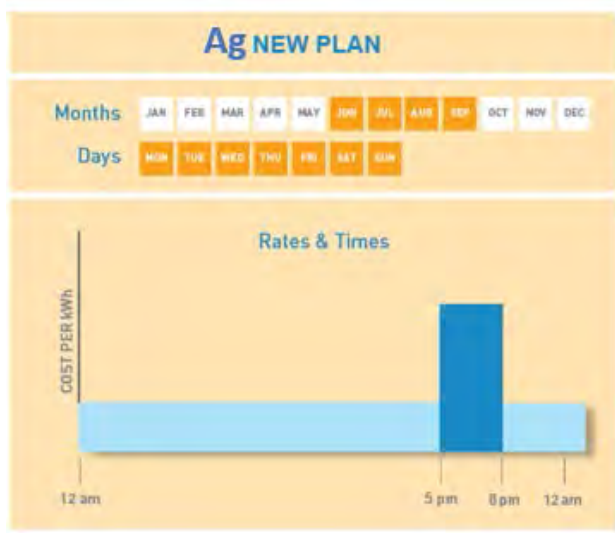 Ag NEW PLAN
Months JAN FEB MAR APR MAY JUN JUL AUG SEP OCT NOV DEC
Days MON TUE WED THU FRI SAT SUN
Rates & Times
COST PER kWh
12 am 5 pm 8 pm 12 am